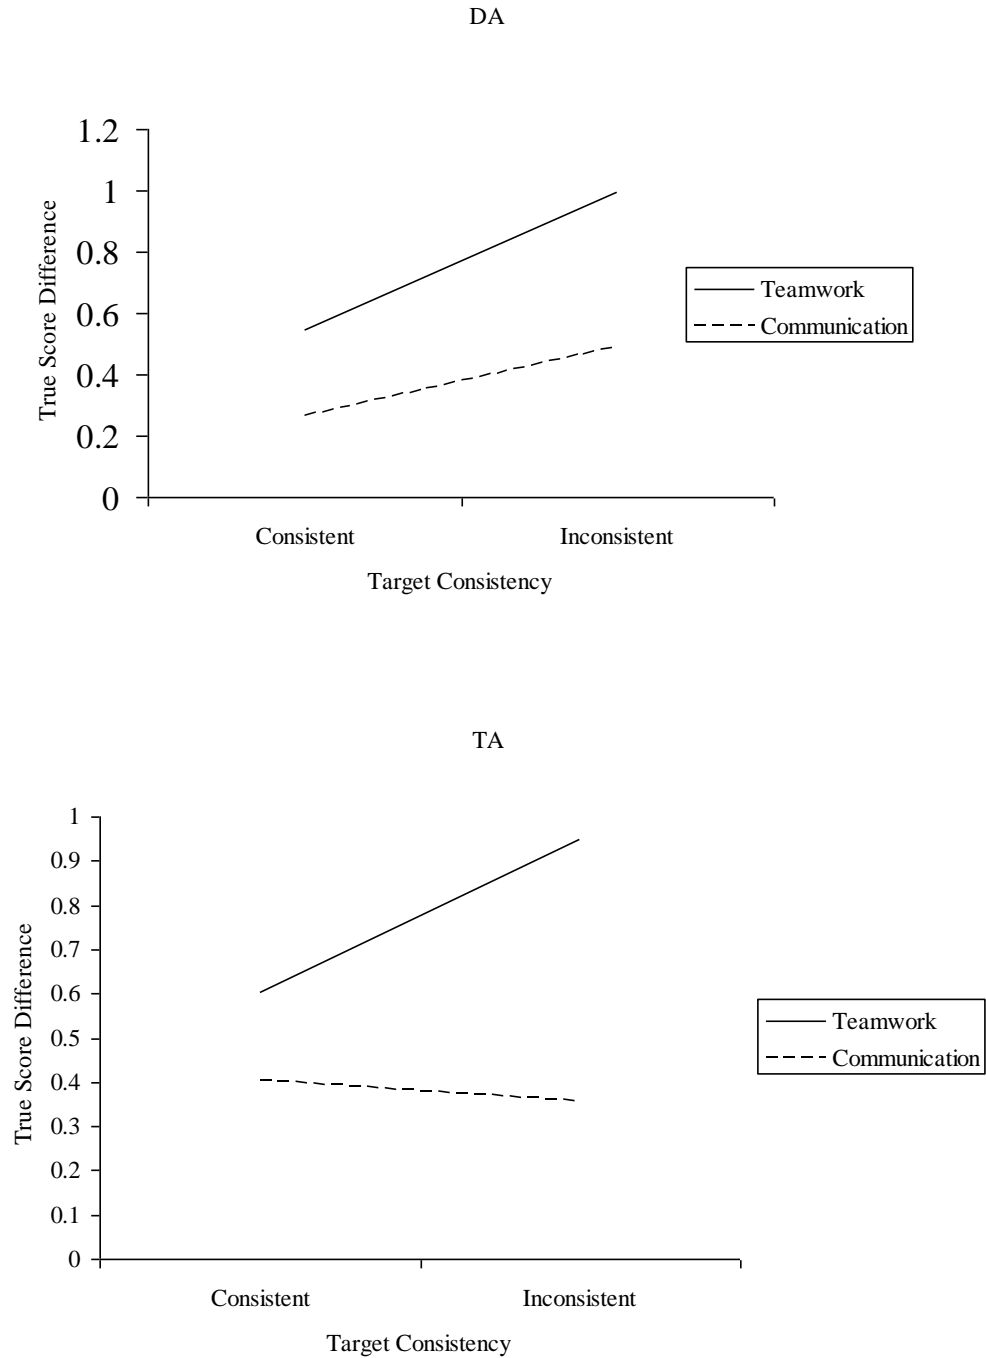 DA
1.2
1
0.8
0.6
0.4
0.2
0
True Score Difference
Consistent Inconsistent
Target Consistency
Teamwork
Communication
TA
1
0.9
0.8
0.7
0.6
0.5
0.4
0.3
0.2
0.1
0
True Score Difference
Consistent Inconsistent
Target Consistency
Teamwork
Communication